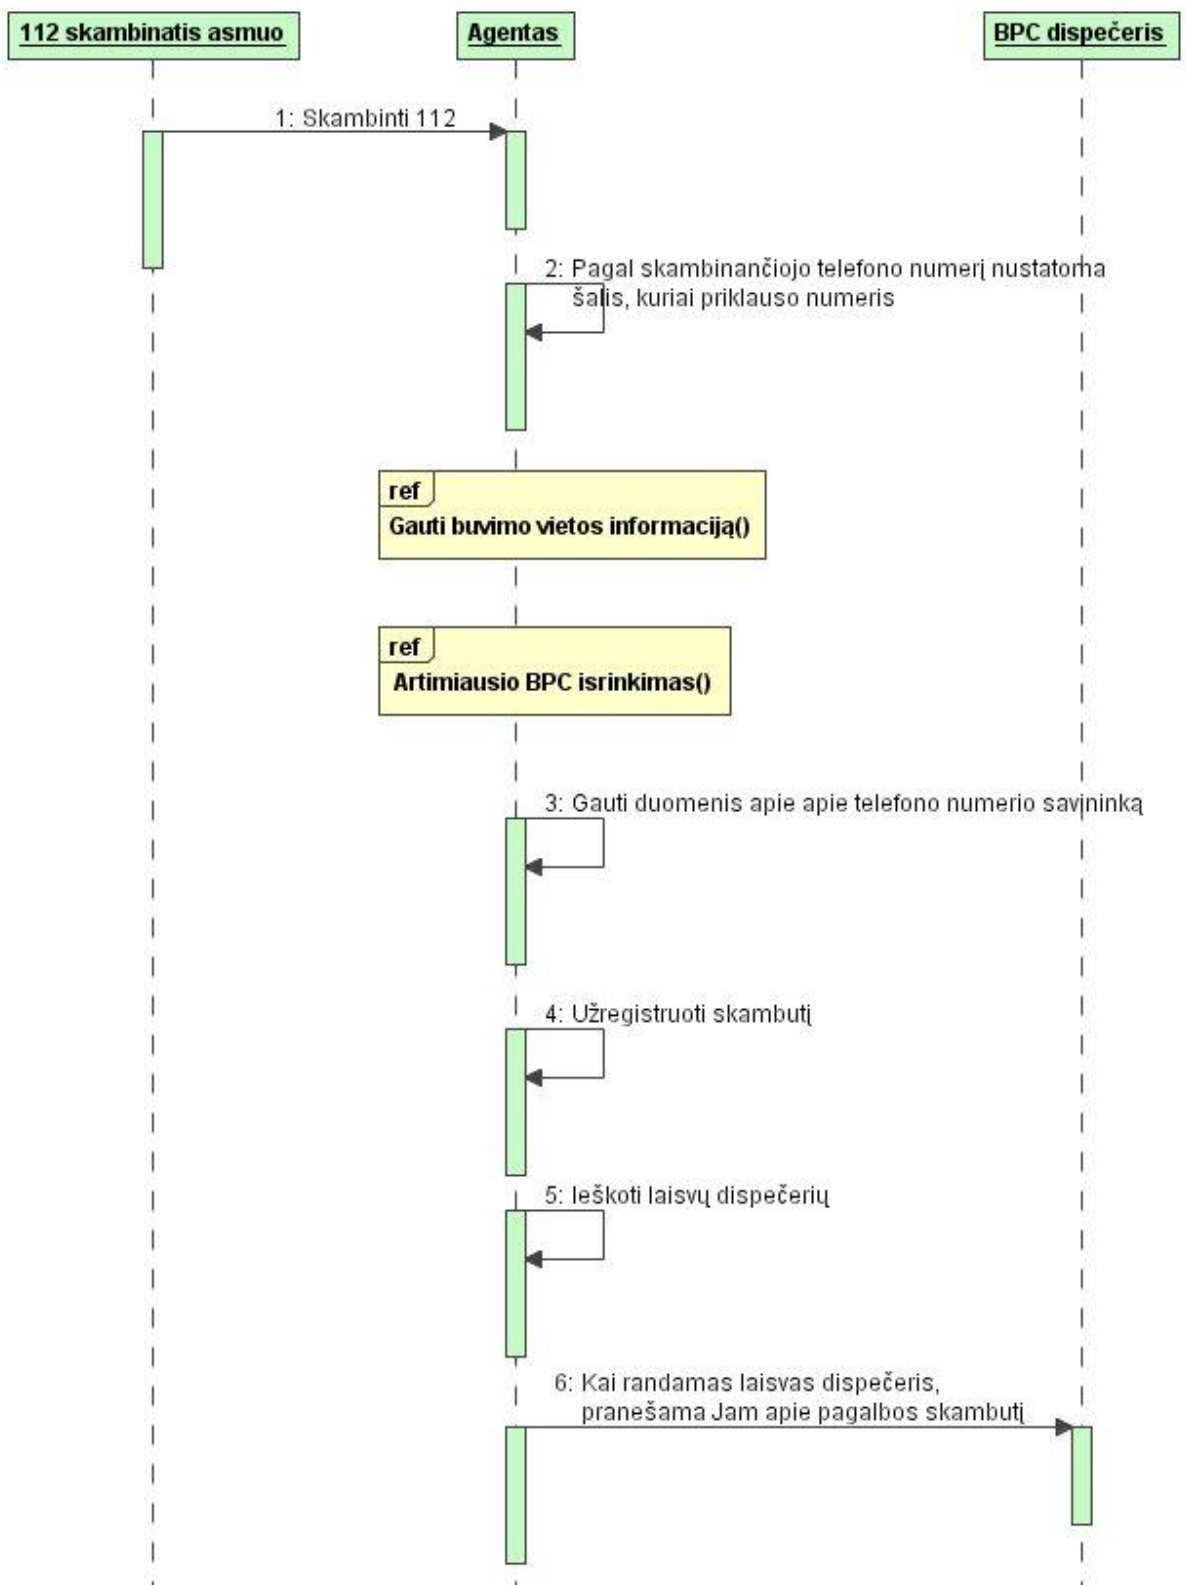 112 skambinatis asmuo
Agentas
BPC dispečeris
1: Skambinti 112
2: Pagal skambinančiojo telefono numerį nustatoma
šalis, kuriai priklauso numeris
ref
Gauti buvimo vietos informaciją()
ref
Artimiausio BPC isrinkimas()
3: Gauti duomenis apie apie telefono numerio savininką
4: Užregistruoti skambutį
5: Ieškoti laisvų dispečerių
6: Kai randamas laisvas dispečeris,
pranešama Jam apie pagalbos skambutį